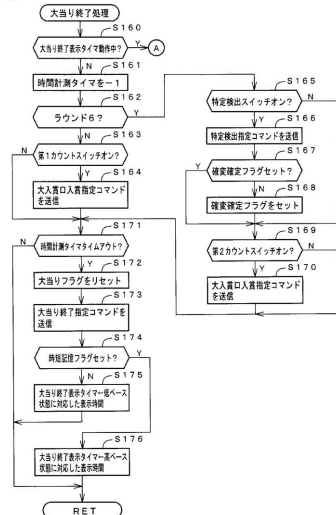 大当り終了処理
S160
大当り終了表示タイマ動作中?
Y
A
N
S161
時間計測タイマを－1
S162
ラウンド6?
Y
N
S163
第1カウントスイッチオン?
N
Y
S164
大入賞口入賞指定コマンド
を送信
S165
特定検出スイッチオン?
N
Y
S166
特定検出指定コマンドを送信
S167
確変確定フラグセット?
Y
N
S168
確変確定フラグをセット
S169
第2カウントスイッチオン?
N
Y
S170
大入賞口入賞指定コマンド
を送信
S171
時間計測タイマタイムアウト?
N
Y
S172
大当りフラグをリセット
S173
大当り終了指定コマンドを
送信
S174
時短記憶フラグセット?
Y
N
S175
大当り終了表示タイマ←低ベース
状態に対応した表示時間
S176
大当り終了表示タイマ←高ベース
状態に対応した表示時間
RET